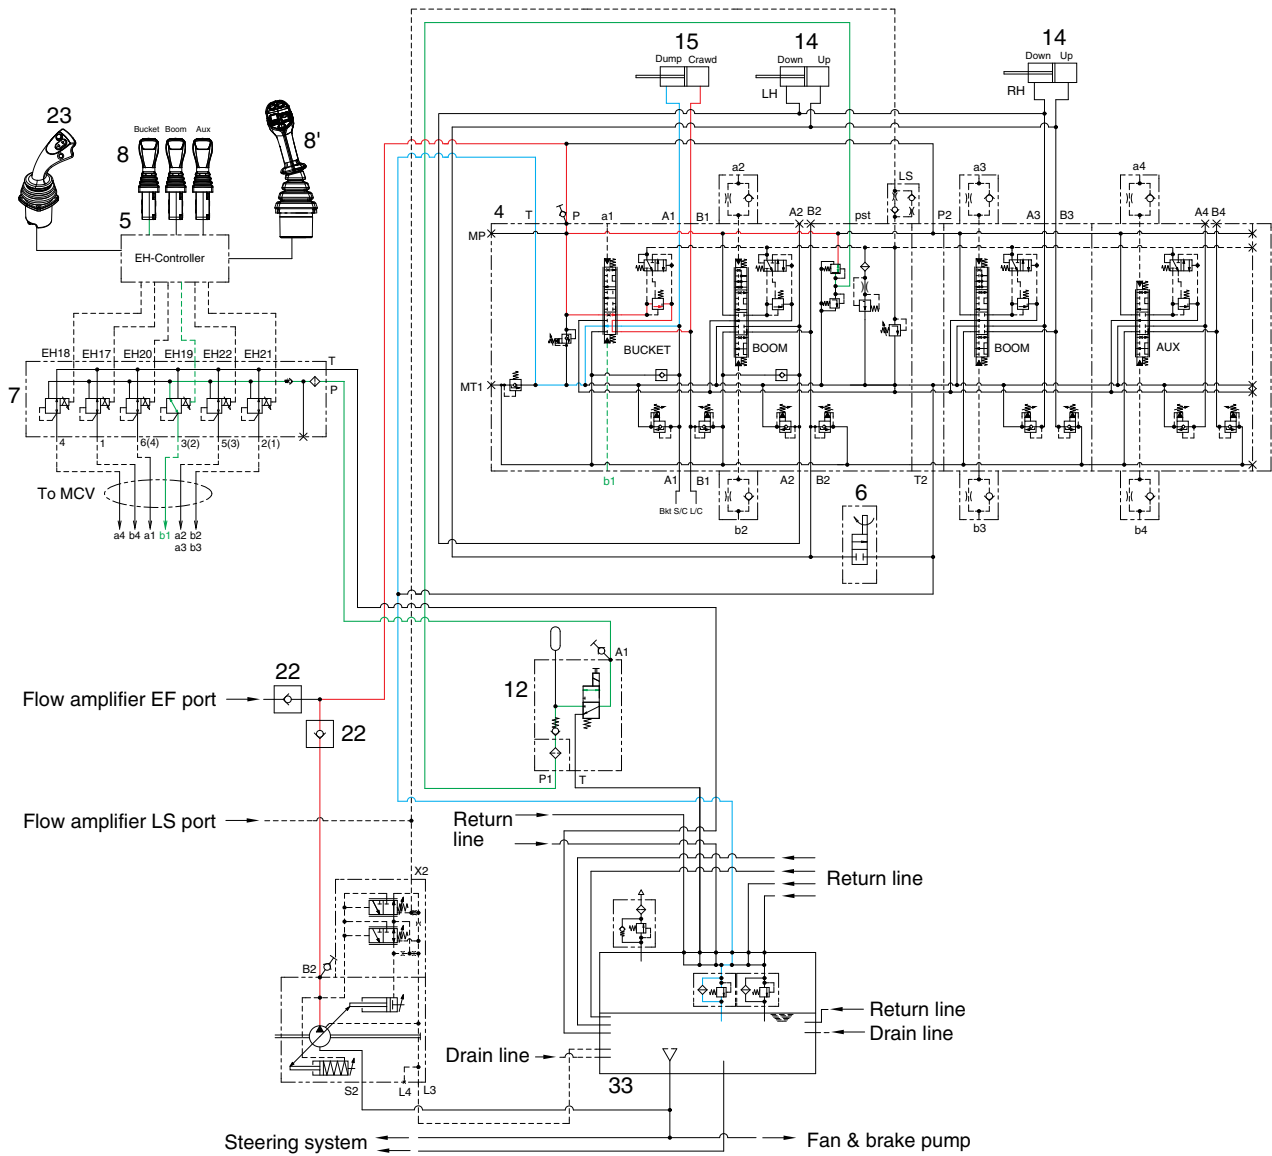 15
14
14
Dump Crawd
Down Up
Down Up
LH
RH
23
8
Bucket Boom Aux
8'
5
EH-Controller
a2
LS
a3
a4
4
T
P
a1
A1
B1
A2
B2
pst
P2
A3
B3
A4
B4
MP
BUCKET
BOOM
BOOM
AUX
MT1
7
EH18
EH17
EH20
EH19
EH22
EH21
T
P
4
1
6(4)
3(2)
5(3)
2(1)
To MCV
a4 b4 a1 b1 a2 b2
a3 b3
b1
A1
B1
A2
B2
T2
Bkt S/C L/C
b2
6
b3
b4
22
Flow amplifier EF port
22
12
A1
P1
T
Flow amplifier LS port
Return
line
Return line
X2
B2
Return line
Drain line
Drain line
S2
L4
L3
33
Steering system
Fan & brake pump